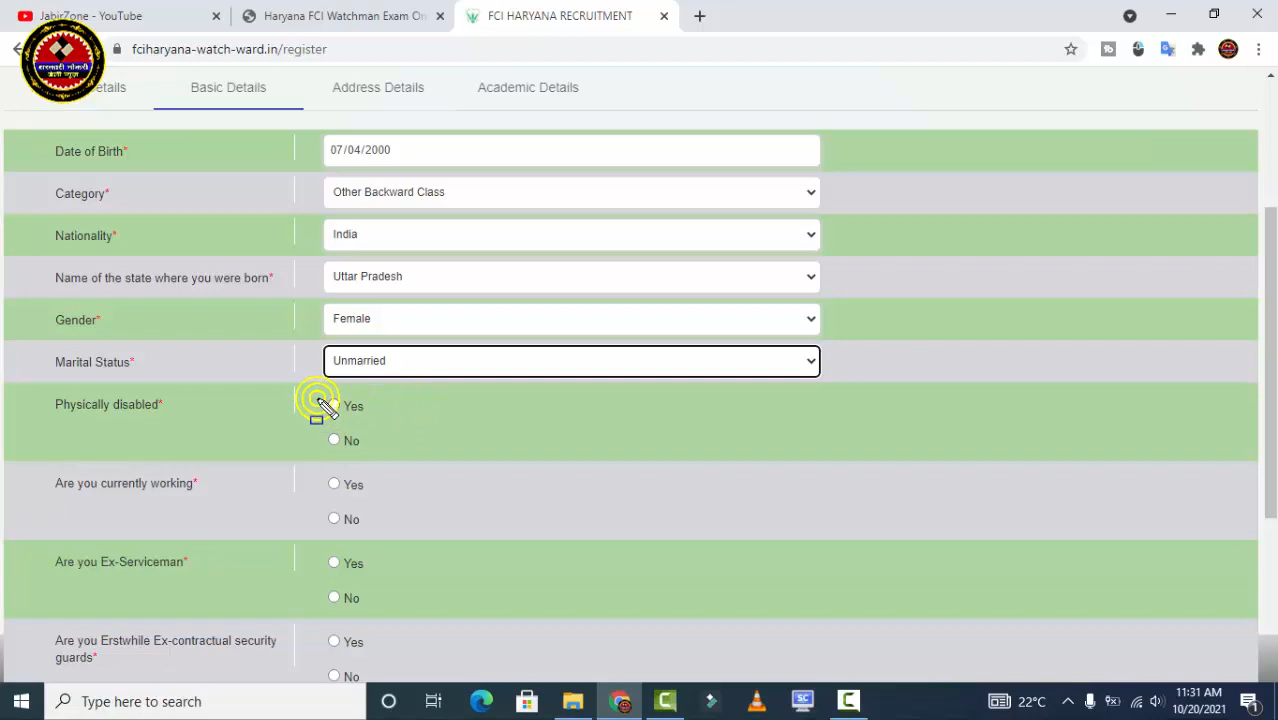 JabirZone - YouTube
Haryana FCI Watchman Exam On
FCI HARYANA RECRUITMENT
fciharyana-watch-ward.in/register
सरकारी नौकरी
etails
Basic Details
Address Details
Academic Details
Date of Birth*
07/04/2000
Category*
Other Backward Class
Nationality*
India
Name of the state where you were born*
Uttar Pradesh
Gender*
Female
Marital Status*
Unmarried
Physically disabled*
Yes
No
Are you currently working*
Yes
No
Are you Ex-Serviceman*
Yes
No
Are you Erstwhile Ex-contractual security
guards*
Yes
No
Type here to search
SC
22°C
11:31 AM
10/20/2021
1